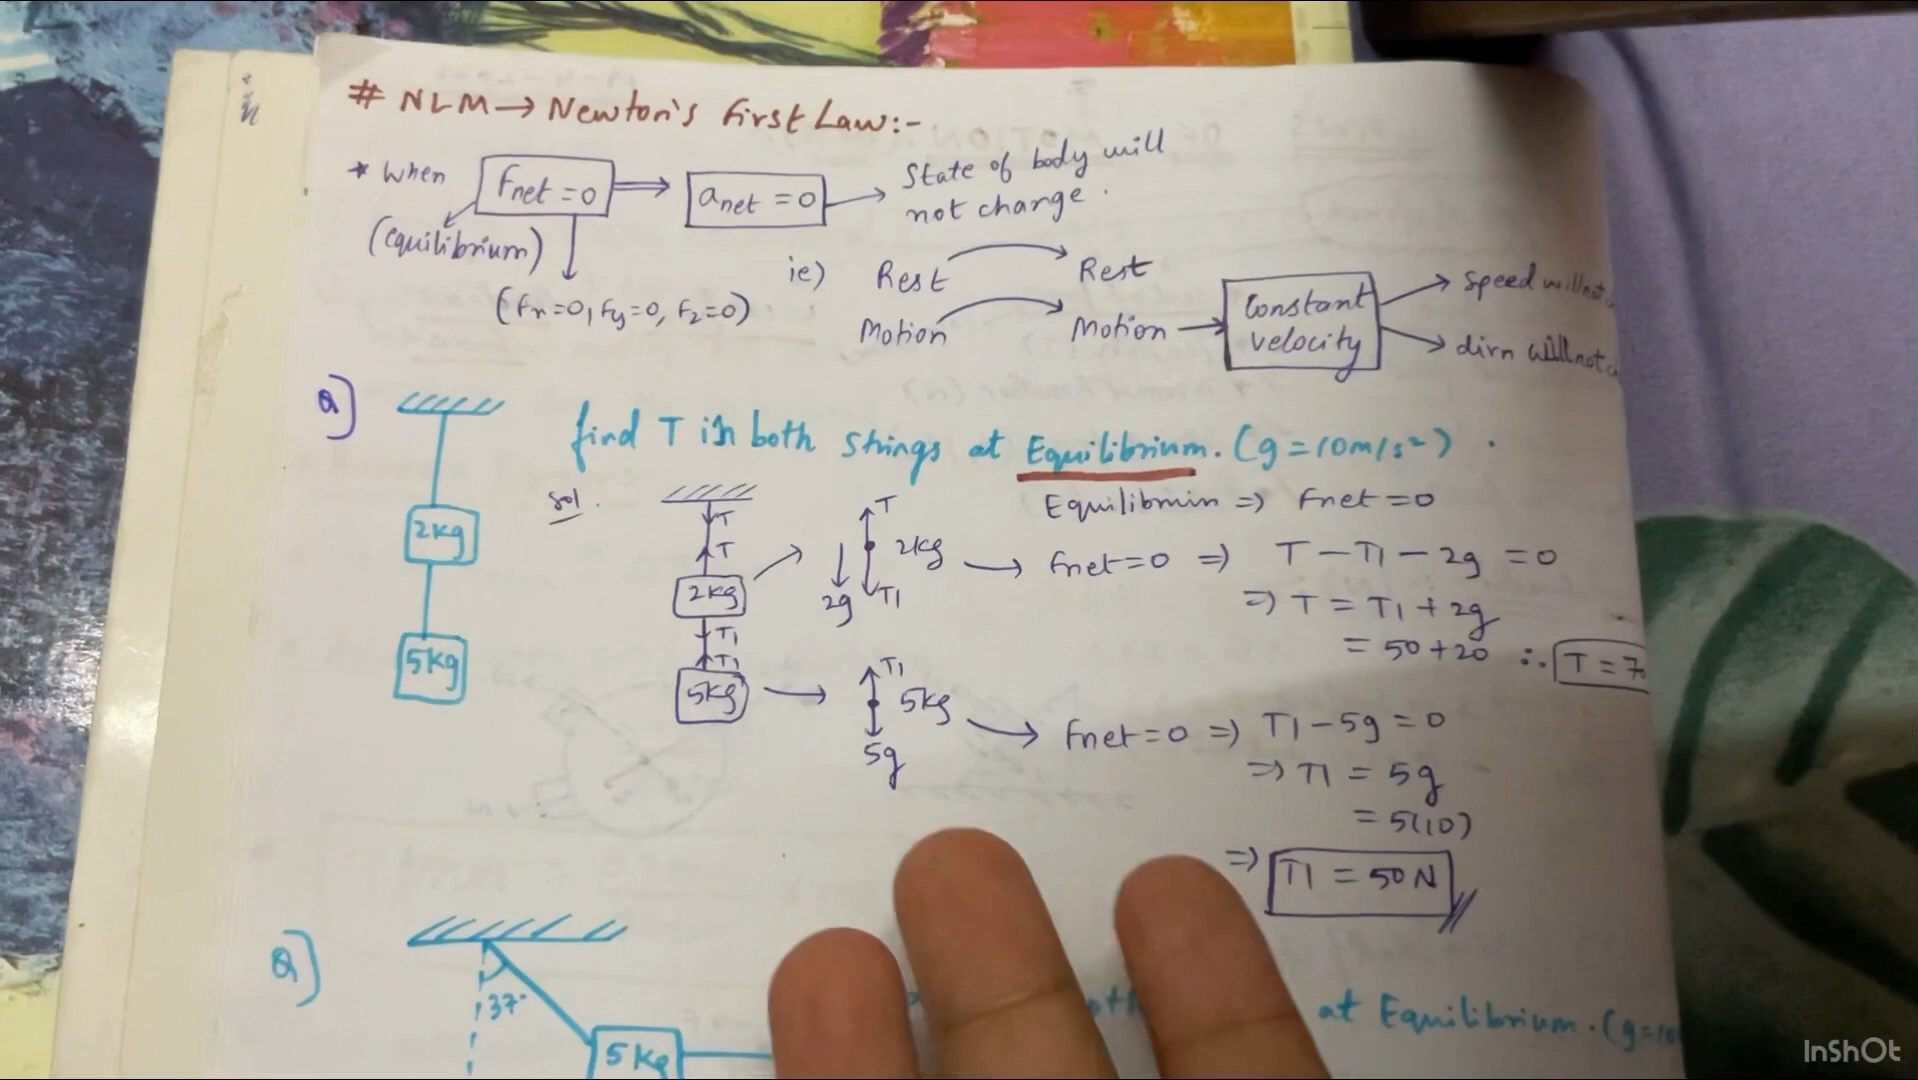 # NLM → Newton's First Law:-
* when Fnet = 0 ⇒ anet = 0 → State of body will not change.
(equilibrium)
(Fx=0, Fy=0, Fz=0)
ie) Rest → Rest
Motion → Motion → Constant velocity → Speed will not
→ dirn will not
Q) find T in both strings at Equilibrium. (g = 10m/s²).
2kg
5kg
Sol.
Equilibmin ⇒ Fnet = 0
T
T
2kg
T1
T1
5kg
T
2kg
2g
T1
→ Fnet = 0 ⇒ T - T1 - 2g = 0
⇒ T = T1 + 2g
= 50 + 20 ∴ T = 7
T1
5kg
5g
→ Fnet = 0 ⇒ T1 - 5g = 0
⇒ T1 = 5g
= 5(10)
⇒ T1 = 50N
Q)
37°
5kg
at Equilibrium. (g=10
InShOt